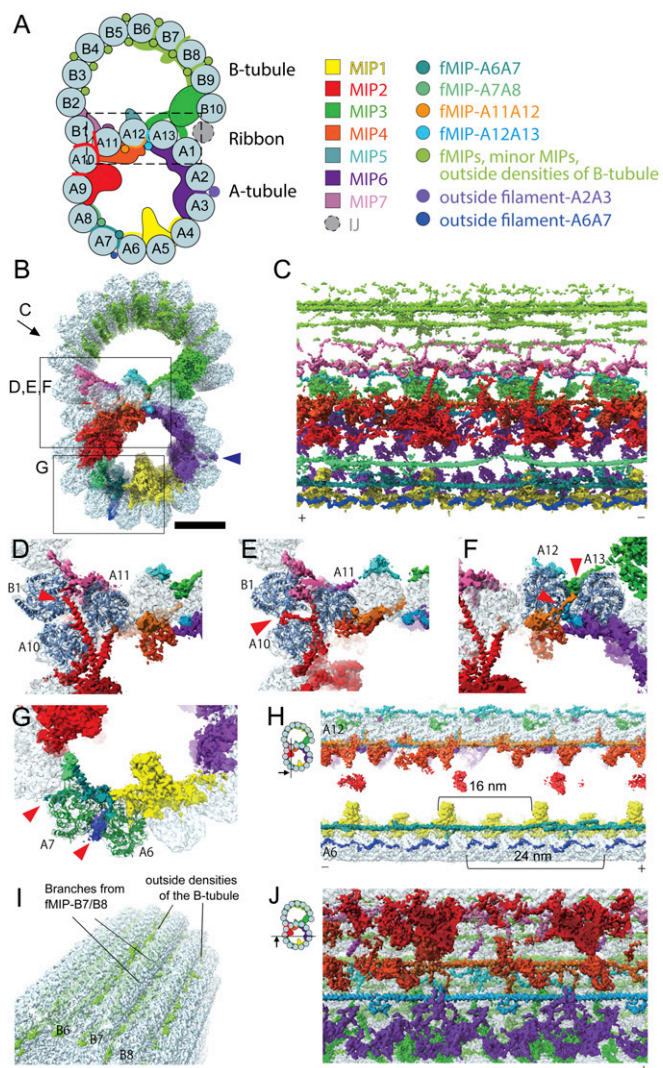 A
B5
B6
B7
B4
B8
B3
B9
B2
B10
B1
A11
A12
A13
A10
A1
A9
A2
A8
A3
A7
A6
A5
A4
B-tubule
Ribbon
A-tubule
MIP1
MIP2
MIP3
MIP4
MIP5
MIP6
MIP7
IJ
fMIP-A6A7
fMIP-A7A8
fMIP-A11A12
fMIP-A12A13
fMIPs, minor MIPs,
outside densities of B-tubule
outside filament-A2A3
outside filament-A6A7
B
C
D,E,F
G
C
+
−
D
B1
A11
A10
E
B1
A11
A10
F
A12
A13
G
A7
A6
H
A12
16 nm
A6
24 nm
−
+
I
Branches from
fMIP-B7/B8
outside densities
of the B-tubule
B6
B7
B8
J